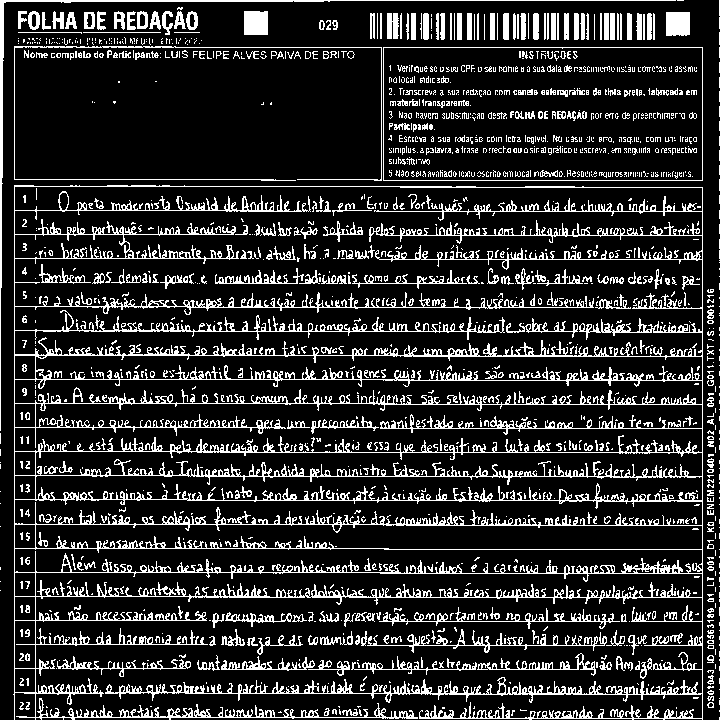 FOLHA DE REDAÇÃO
029
Nome completo do Participante: LUIS FELIPE ALVES PAIVA DE BRITO
INSTRUÇÕES
1. Verifique se o seu CPF, o seu nome e a sua data de nascimento estão corretos e assine
no local indicado.
2. Transcreva a sua redação com caneta esferográfica de tinta preta, fabricada em
material transparente.
3. Não haverá substituição desta FOLHA DE REDAÇÃO por erro de preenchimento do
Participante.
4. Escreva a sua redação com letra legível. No caso de erro, risque, com um traço
simples, a palavra, a frase, o trecho ou o sinal gráfico e escreva, em seguida, o respectivo
substitutivo.
5. Não será avaliado texto escrito em local indevido. Respeite rigorosamente as margens.
1 O poeta modernista Oswald de Andrade relata, em "Erro de Português", que, sob um dia de chuva, o índio foi ves-
2 tido pelo português - uma denúncia à aculturação sofrida pelos povos indígenas com a chegada dos europeus ao territó-
3 rio brasileiro. Paralelamente, no Brasil atual, há a manutenção de práticas prejudiciais não só aos silvícolas, mas
4 também aos demais povos e comunidades tradicionais, como os pescadores. Com efeito, atuam como desafios pa-
5 ra a valorização desses grupos a educação deficiente acerca do tema e a ausência do desenvolvimento sustentável.
6 Diante desse cenário, existe a falta da promoção de um ensino eficiente sobre as populações tradicionais.
7 Sob esse viés, as escolas, ao abordarem tais povos por meio de um ponto de vista histórico eurocêntrico, enraí-
8 zam no imaginário estudantil a imagem de aborígenes cujas vivências são marcadas pela defasagem tecnoló-
9 gica. A exemplo disso, há o senso comum de que os indígenas são selvagens, alheios aos benefícios do mundo
10 moderno, o que, consequentemente, gera um preconceito, manifestado em indagações como "o índio tem 'smart-
11 phone' e está lutando pela demarcação de terras?" - ideia essa que deslegitima a luta dos silvícolas. Entretanto, de
12 acordo com a Teoria do Indigenato, defendida pelo ministro Edson Fachin, do Supremo Tribunal Federal, o direito
13 dos povos originais à terra é inato, sendo anterior, até, à criação do Estado brasileiro. Dessa forma, por não ensi-
14 narem tal visão, os colégios fomentam a desvalorização das comunidades tradicionais, mediante o desenvolvimen-
15 to de um pensamento discriminatório nos alunos.
16 Além disso, outro desafio para o reconhecimento desses indivíduos é a carência do progresso sustentável sus-
17 tentável. Nesse contexto, as entidades mercadológicas que atuam nas áreas ocupadas pelas populações tradicio-
18 nais não necessariamente se preocupam com a sua preservação, comportamento no qual se valoriza o lucro em de-
19 trimento da harmonia entre a natureza e as comunidades em questão. À luz disso, há o exemplo do que ocorre aos
20 pescadores, cujos rios são contaminados devido ao garimpo ilegal, extremamente comum na Região Amazônica. Por
21 conseguinte, o povo que sobrevive a partir dessa atividade é prejudicado pelo que a Biologia chama de magnificação tró-
22 fica, quando metais pesados acumulam-se nos animais de uma cadeia alimentar - provocando a morte de peixes